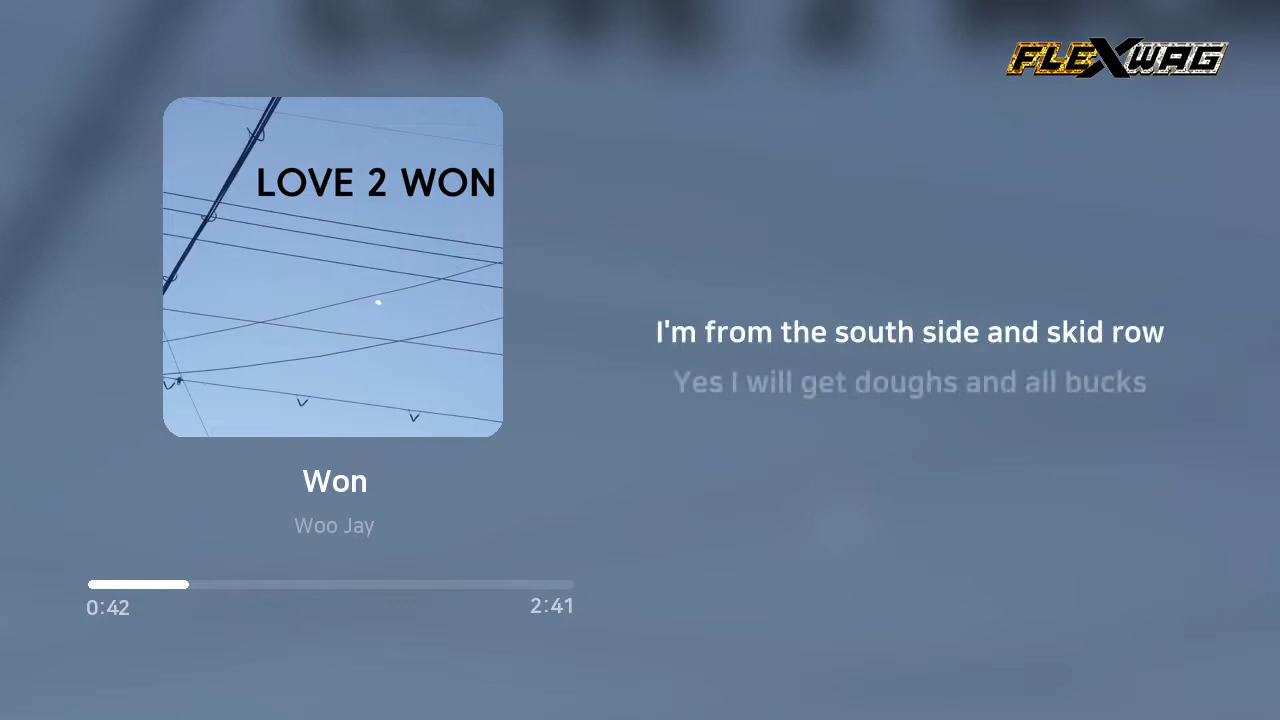 FLEXWAG
LOVE 2 WON
I'm from the south side and skid row
Yes I will get doughs and all bucks
Won
Woo Jay
0:42
2:41